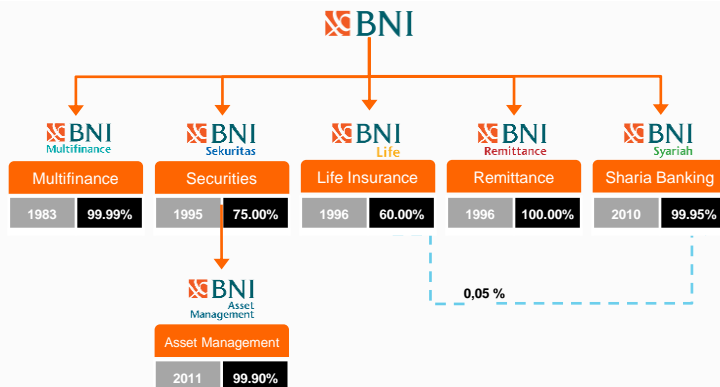 BNI
BNI
Multifinance
BNI
Sekuritas
BNI
Life
BNI
Remittance
BNI
Syariah
Multifinance
Securities
Life Insurance
Remittance
Sharia Banking
1983 99.99%
1995 75.00%
1996 60.00%
1996 100.00%
2010 99.95%
0,05 %
BNI
Asset
Management
Asset Management
2011 99.90%